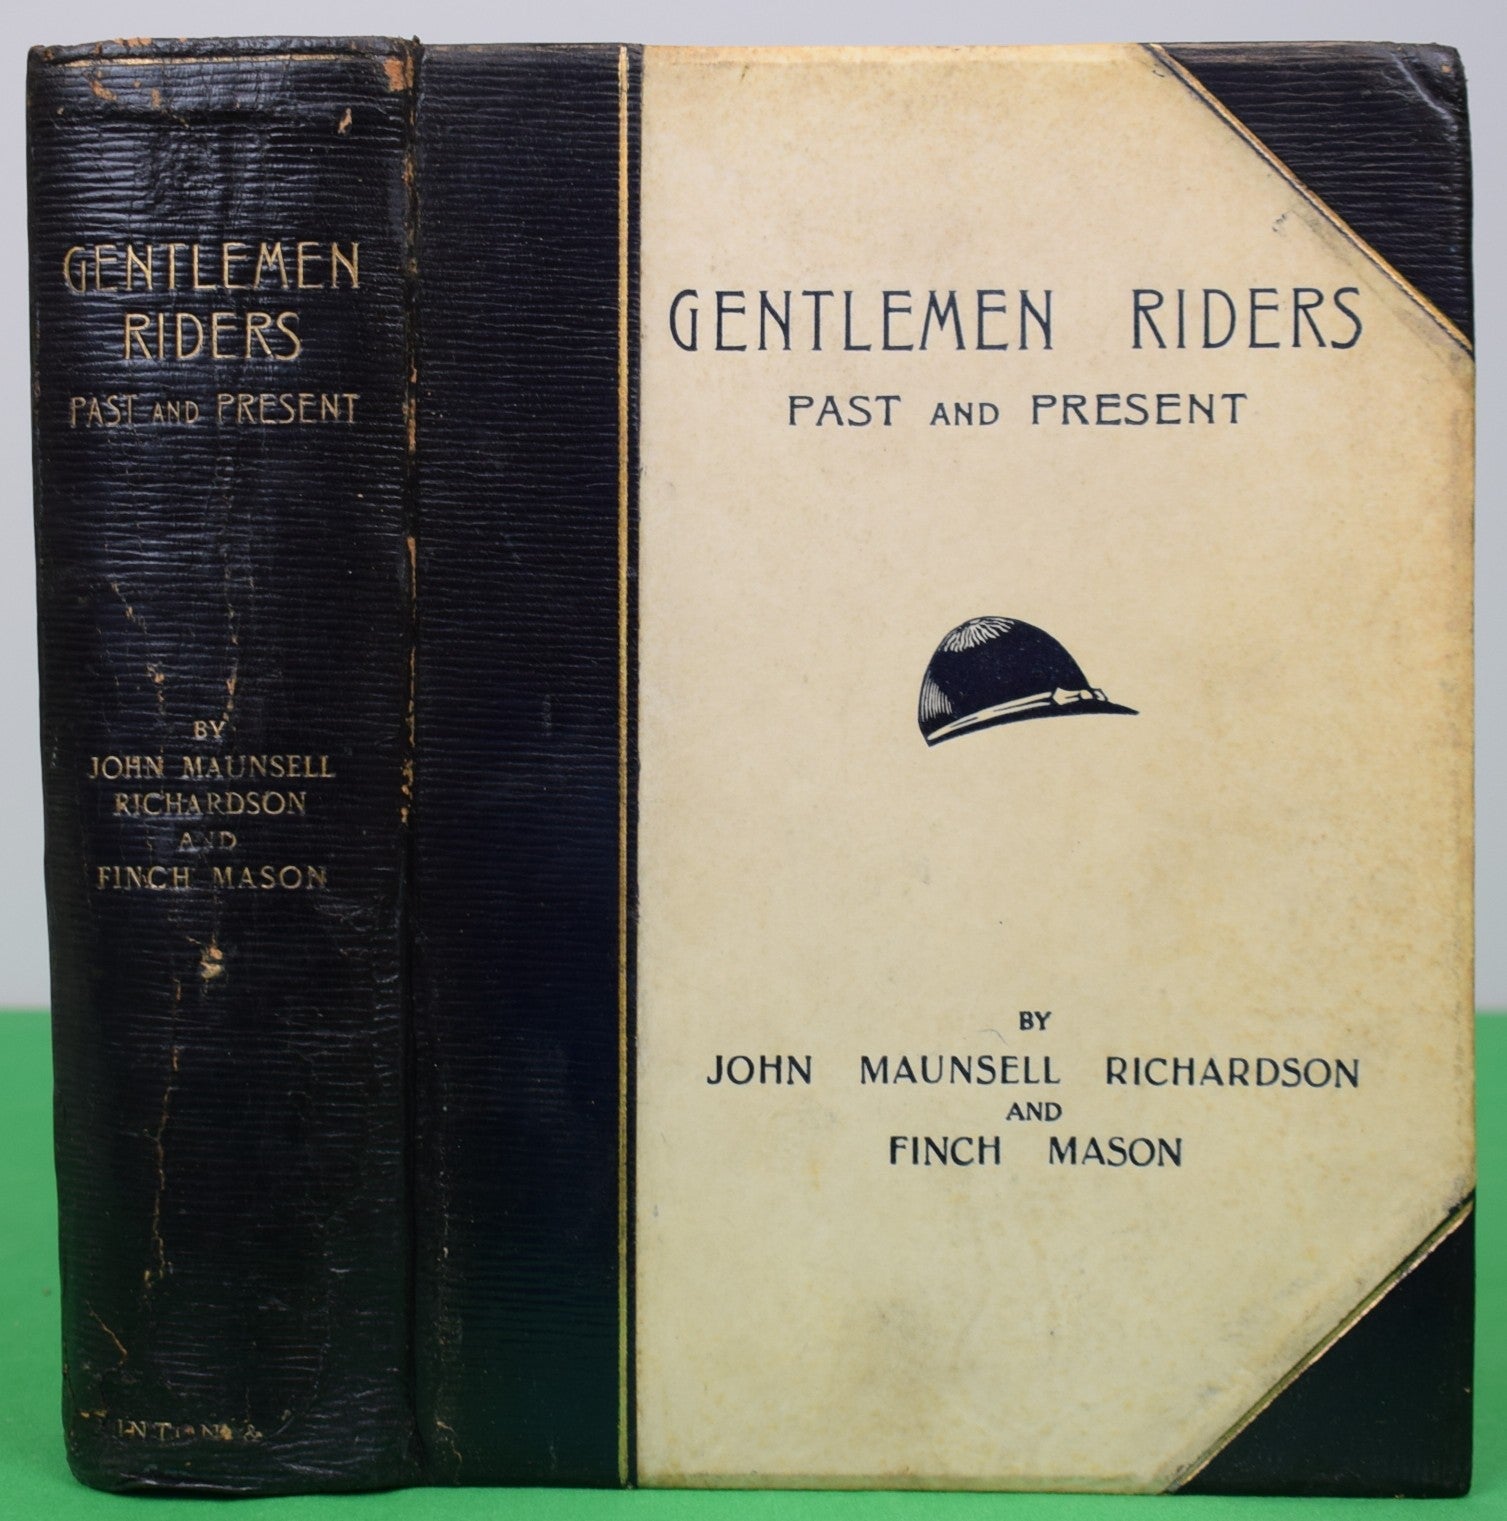 GENTLEMEN
RIDERS
PAST AND PRESENT
BY
JOHN MAUNSELL
RICHARDSON
AND
FINCH MASON
GENTLEMEN RIDERS
PAST AND PRESENT
BY
JOHN MAUNSELL RICHARDSON
AND
FINCH MASON